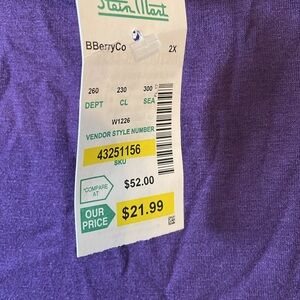 Stein Mart
BBerryCo 2X
260 230 300
DEPT CL SEA
W1226
VENDOR STYLE NUMBER
43251156
SKU
COMPARE AT $52.00
OUR PRICE $21.99